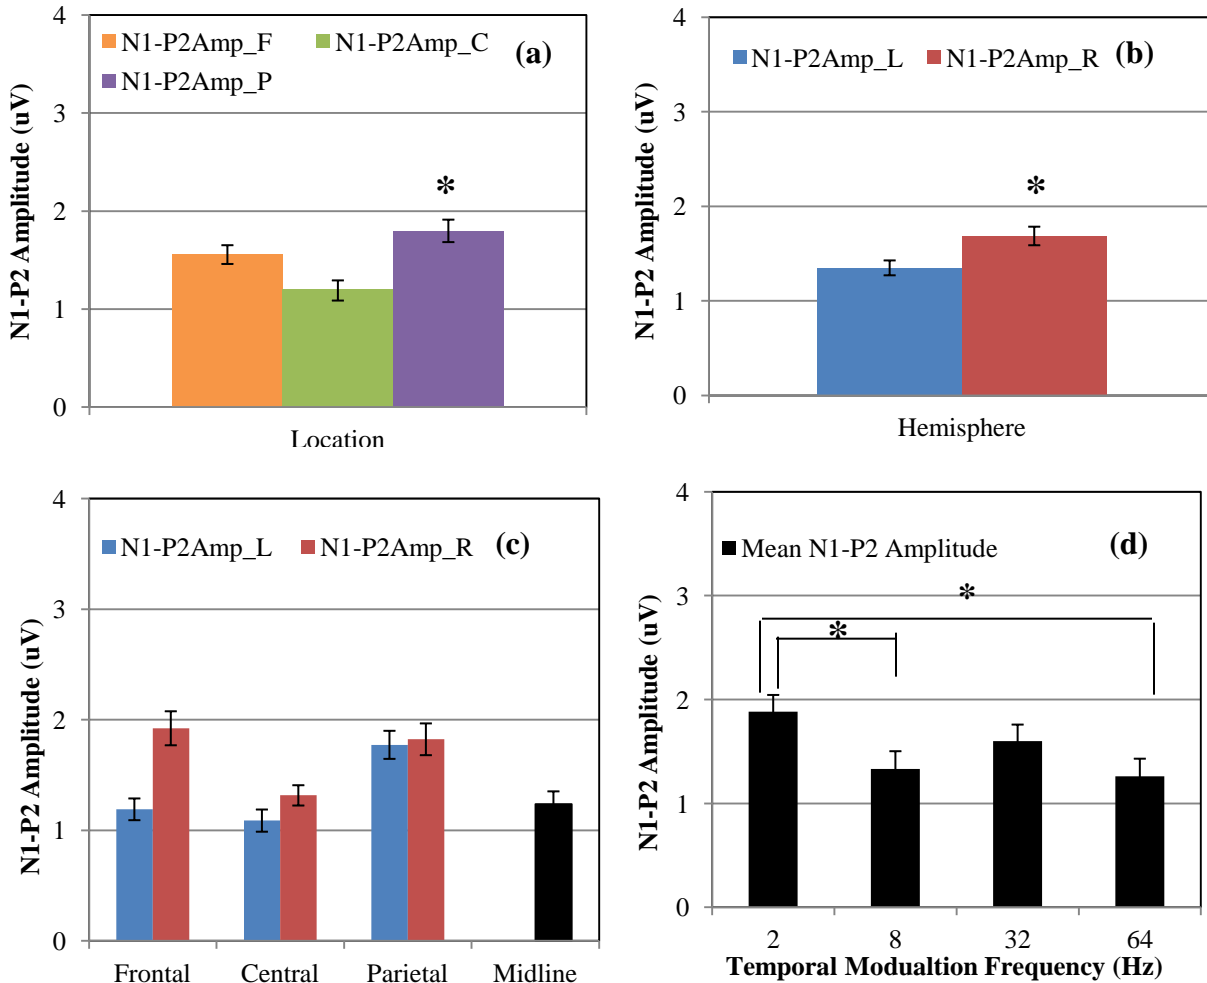 N1-P2Amp_F N1-P2Amp_C (a)
N1-P2Amp_P
N1-P2 Amplitude (uV)
4
3
2
1
0
*
Location
N1-P2Amp_L N1-P2Amp_R (b)
N1-P2 Amplitude (uV)
4
3
2
1
0
*
Hemisphere
N1-P2Amp_L N1-P2Amp_R (c)
N1-P2 Amplitude (uV)
4
3
2
1
0
Frontal Central Parietal Midline
Mean N1-P2 Amplitude (d)
N1-P2 Amplitude (uV)
4
3
2
1
0
*
*
2 8 32 64
Temporal Modualtion Frequency (Hz)